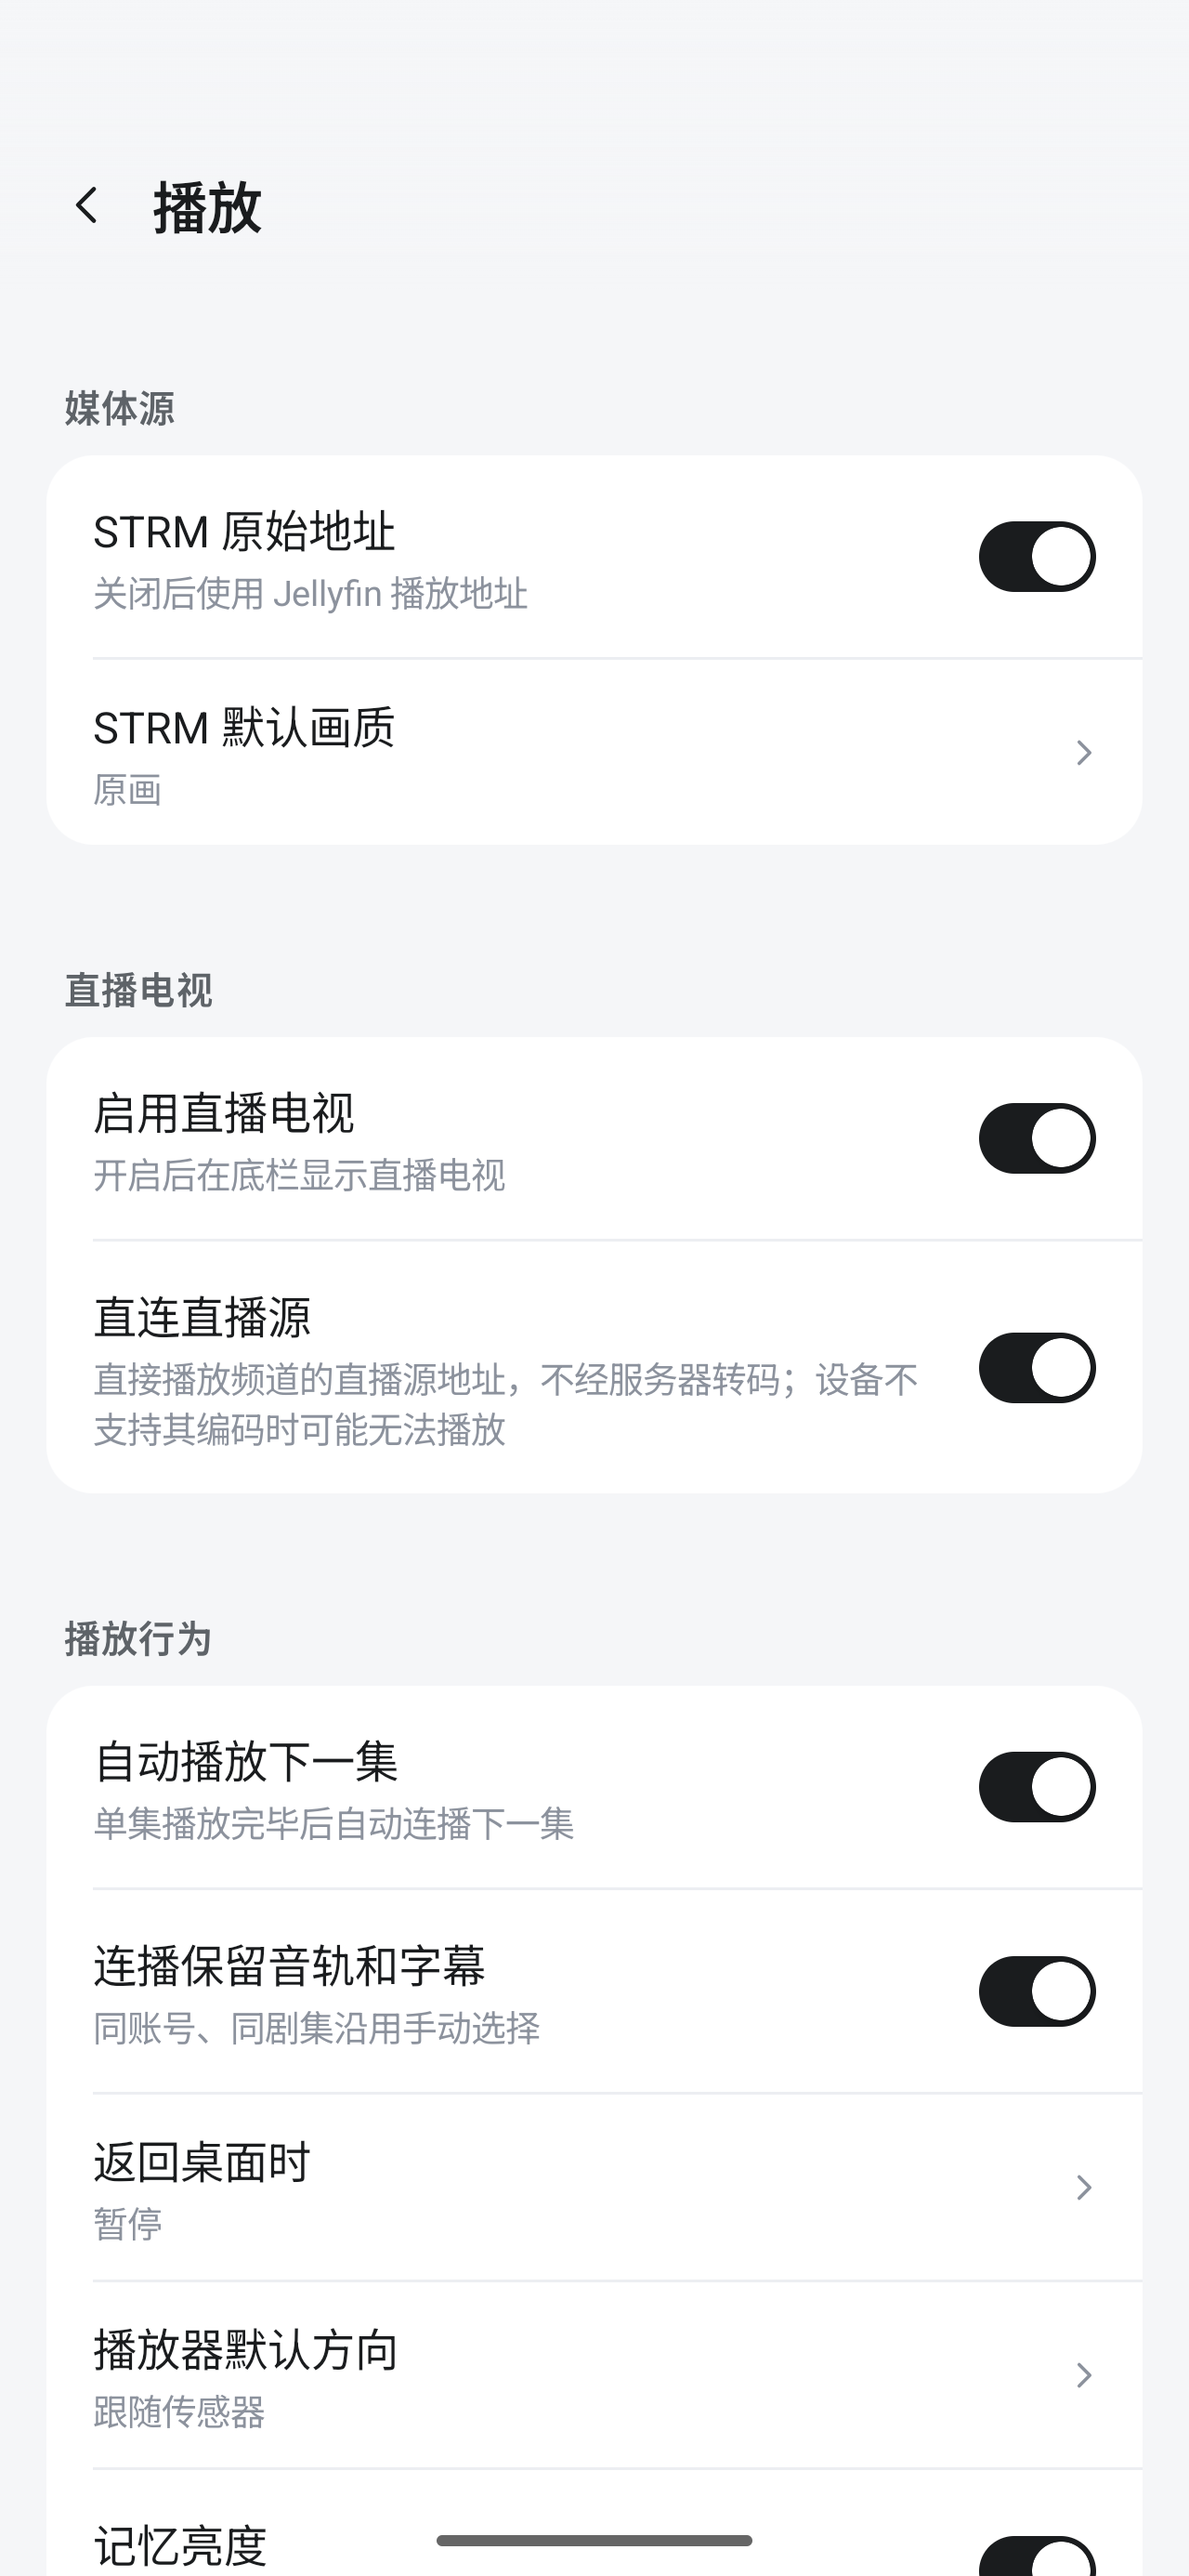 播放
媒体源
STRM 原始地址
关闭后使用 Jellyfin 播放地址
STRM 默认画质
原画
直播电视
启用直播电视
开启后在底栏显示直播电视
直连直播源
直接播放频道的直播源地址，不经服务器转码；设备不
支持其编码时可能无法播放
播放行为
自动播放下一集
单集播放完毕后自动连播下一集
连播保留音轨和字幕
同账号、同剧集沿用手动选择
返回桌面时
暂停
播放器默认方向
跟随传感器
记忆亮度